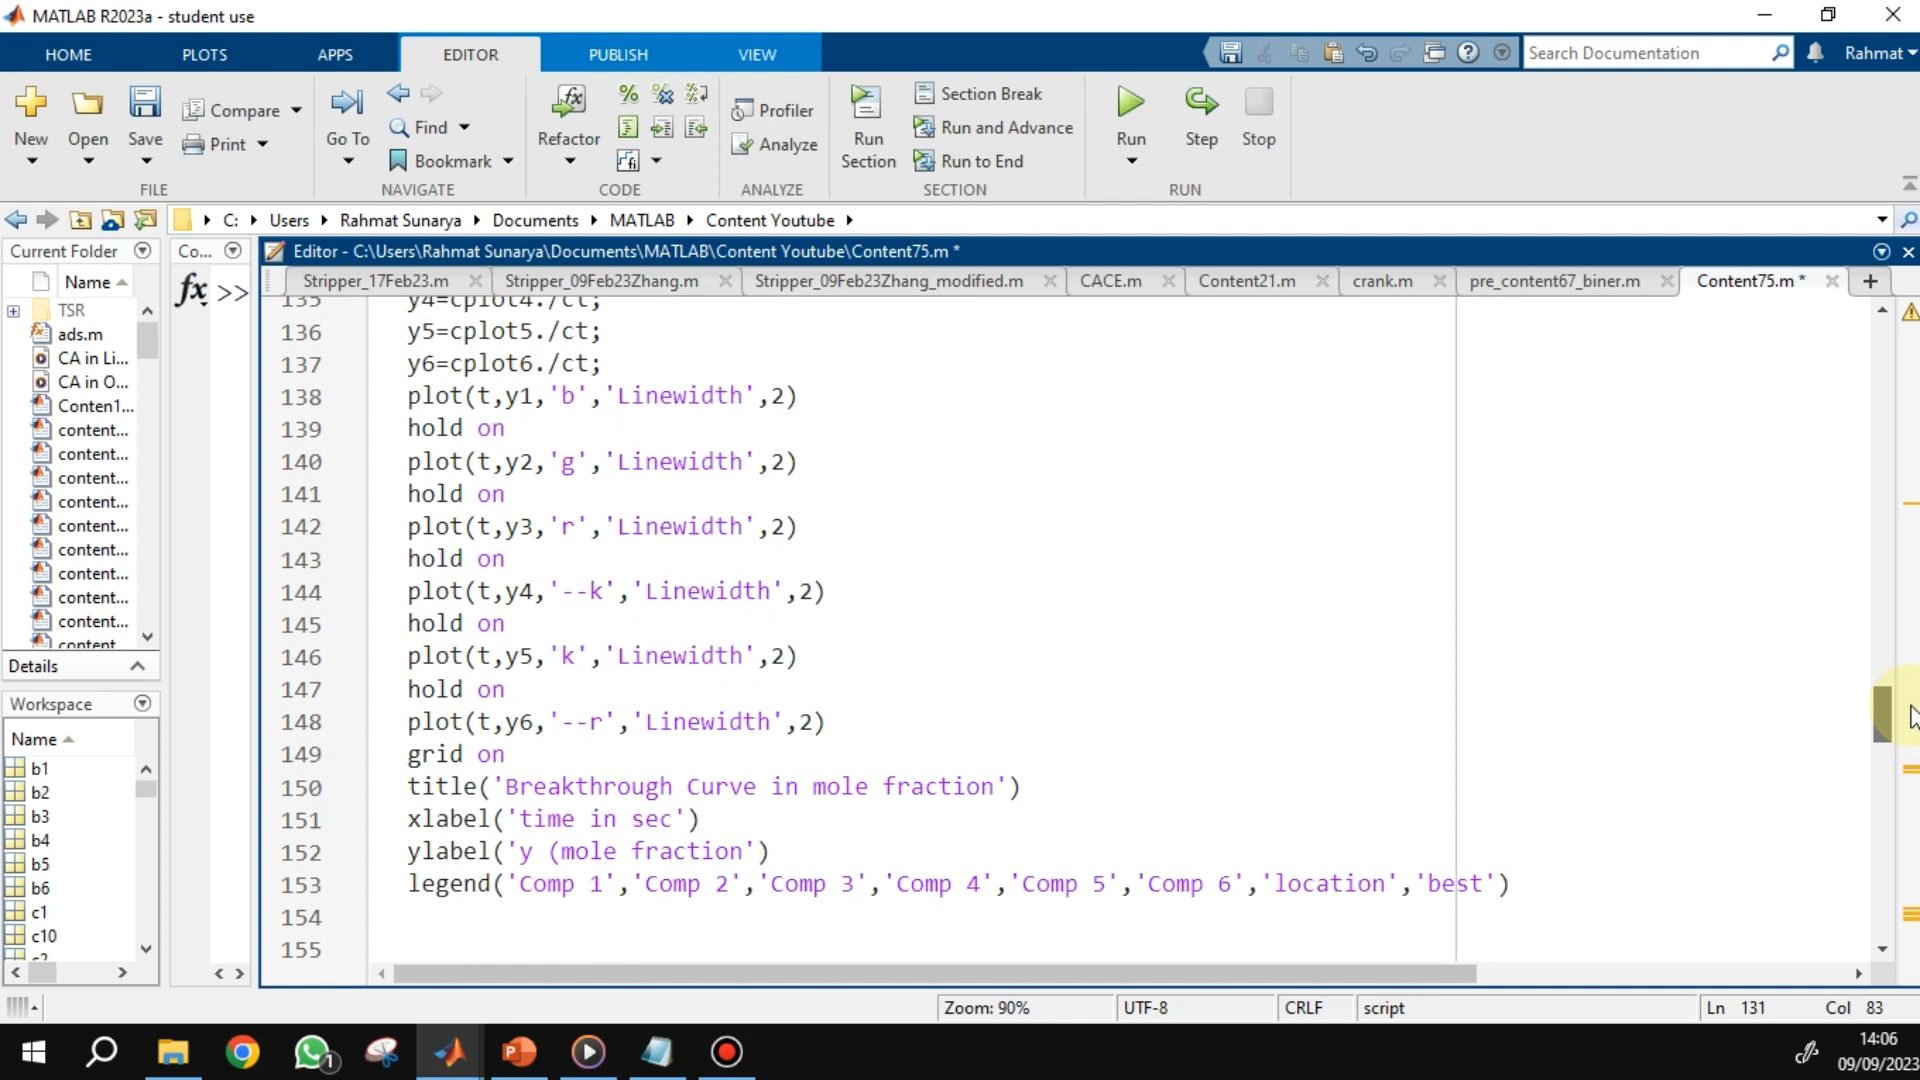 MATLAB R2023a - student use
HOME PLOTS APPS EDITOR PUBLISH VIEW
Search Documentation
Rahmat
New
Open
Save
Compare
Print
FILE
Go To
Find
Bookmark
NAVIGATE
Refactor
CODE
Profiler
Analyze
ANALYZE
Run
Section
Section Break
Run and Advance
Run to End
SECTION
Run
Step
Stop
RUN
C: Users Rahmat Sunarya Documents MATLAB Content Youtube
Current Folder
Name
TSR
ads.m
CA in Li...
CA in O...
Conten1...
content...
content...
content...
content...
content...
content...
content...
content...
content...
content
Details
Workspace
Name
b1
b2
b3
b4
b5
b6
c1
c10
c2
Co...
fx >>
Editor - C:\Users\Rahmat Sunarya\Documents\MATLAB\Content Youtube\Content75.m *
Stripper_17Feb23.m Stripper_09Feb23Zhang.m Stripper_09Feb23Zhang_modified.m CACE.m Content21.m crank.m pre_content67_biner.m Content75.m *
135 y4=cplot4./ct;
136 y5=cplot5./ct;
137 y6=cplot6./ct;
138 plot(t,y1,'b','Linewidth',2)
139 hold on
140 plot(t,y2,'g','Linewidth',2)
141 hold on
142 plot(t,y3,'r','Linewidth',2)
143 hold on
144 plot(t,y4,'--k','Linewidth',2)
145 hold on
146 plot(t,y5,'k','Linewidth',2)
147 hold on
148 plot(t,y6,'--r','Linewidth',2)
149 grid on
150 title('Breakthrough Curve in mole fraction')
151 xlabel('time in sec')
152 ylabel('y (mole fraction')
153 legend('Comp 1','Comp 2','Comp 3','Comp 4','Comp 5','Comp 6','location','best')
154
155
Zoom: 90% UTF-8 CRLF script Ln 131 Col 83
1
14:06
09/09/2023